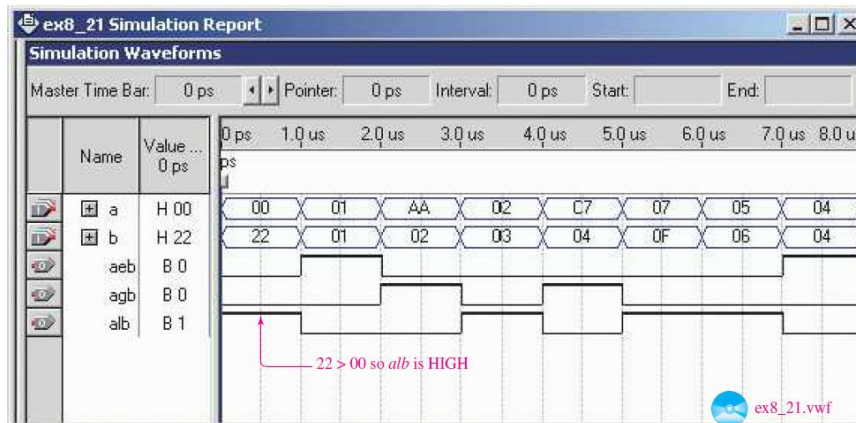 ex8_21 Simulation Report
Simulation Waveforms
Master Time Bar: 0 ps Pointer: 0 ps Interval: 0 ps Start: End:
Name Value ... 0 ps
0 ps 1.0 us 2.0 us 3.0 us 4.0 us 5.0 us 6.0 us 7.0 us 8.0 u
ps
a H 00 00 01 AA 02 C7 07 05 04
b H 22 22 01 02 03 04 0F 06 04
aeb B 0
agb B 0
alb B 1
22 > 00 so alb is HIGH
ex8_21.vwf